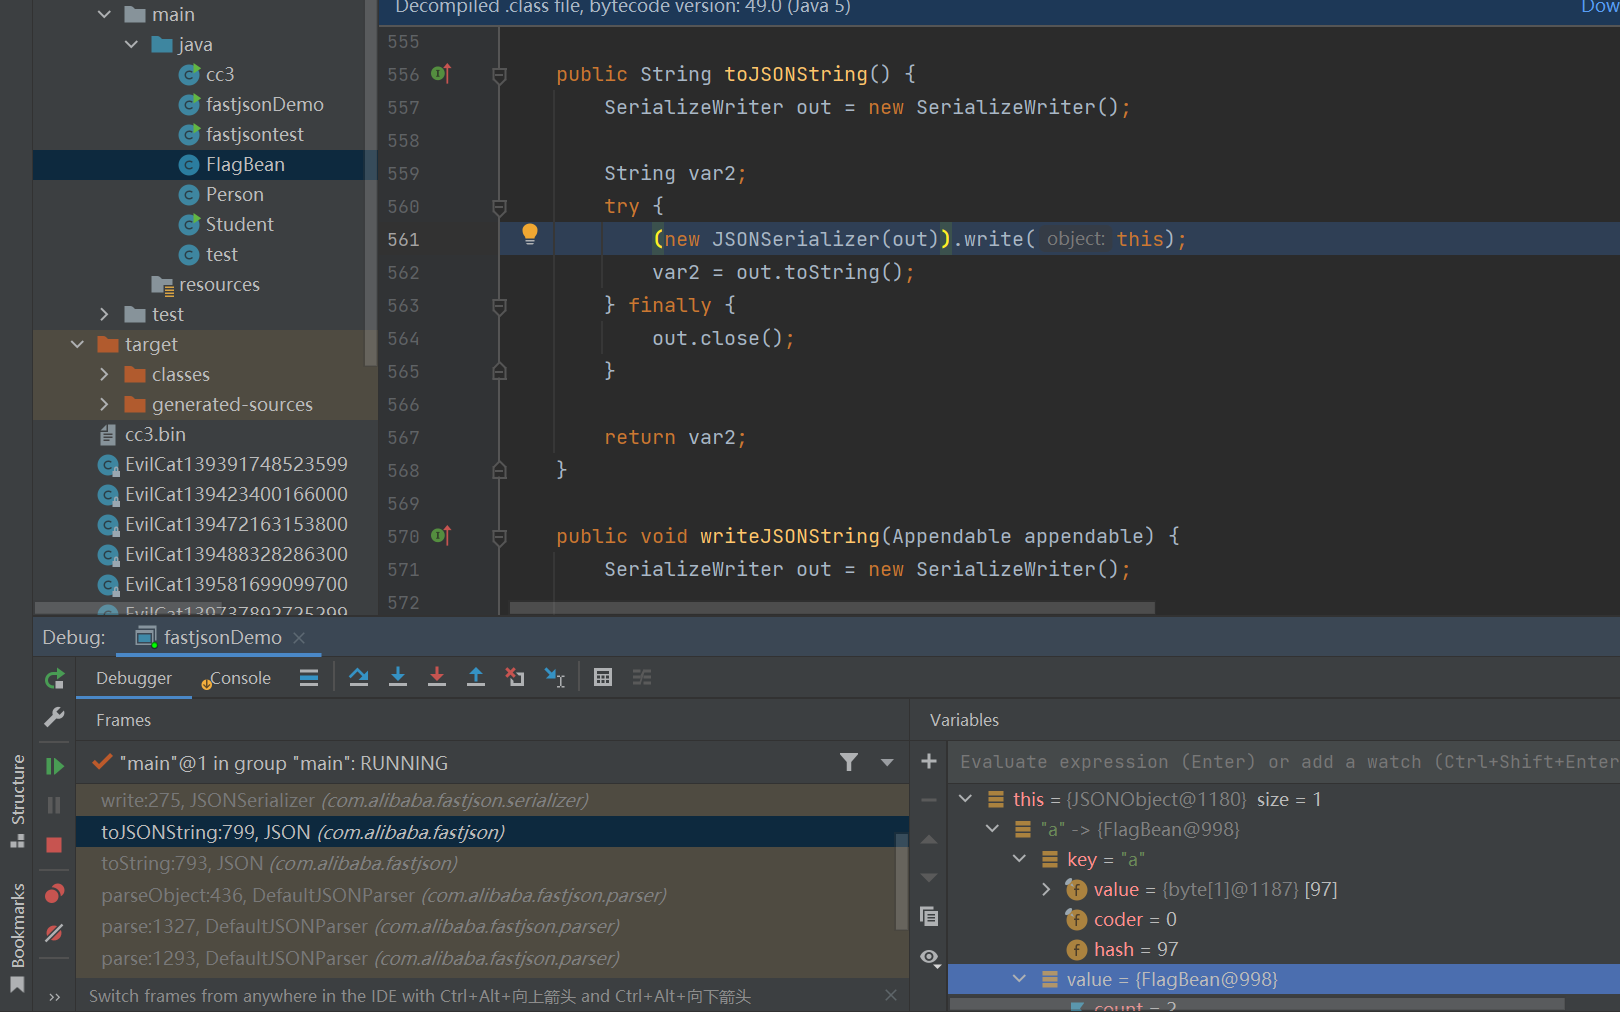 Decompiled .class file, bytecode version: 49.0 (Java 5)
Dow
main
java
cc3
fastjsonDemo
fastjsontest
FlagBean
Person
Student
test
resources
test
target
classes
generated-sources
cc3.bin
EvilCat139391748523599
EvilCat139423400166000
EvilCat139472163153800
EvilCat139488328286300
EvilCat139581699099700
EvilCat139737892735299
555
556 public String toJSONString() {
557 SerializeWriter out = new SerializeWriter();
558
559 String var2;
560 try {
561 (new JSONSerializer(out)).write( object: this);
562 var2 = out.toString();
563 } finally {
564 out.close();
565 }
566
567 return var2;
568 }
569
570 public void writeJSONString(Appendable appendable) {
571 SerializeWriter out = new SerializeWriter();
572
Debug: fastjsonDemo
Debugger Console
Frames
"main"@1 in group "main": RUNNING
write:275, JSONSerializer (com.alibaba.fastjson.serializer)
toJSONString:799, JSON (com.alibaba.fastjson)
toString:793, JSON (com.alibaba.fastjson)
parseObject:436, DefaultJSONParser (com.alibaba.fastjson.parser)
parse:1327, DefaultJSONParser (com.alibaba.fastjson.parser)
parse:1293, DefaultJSONParser (com.alibaba.fastjson.parser)
Switch frames from anywhere in the IDE with Ctrl+Alt+向上箭头 and Ctrl+Alt+向下箭头
Variables
Evaluate expression (Enter) or add a watch (Ctrl+Shift+Enter
this = {JSONObject@1180} size = 1
"a" -> {FlagBean@998}
key = "a"
value = {byte[1]@1187} [97]
coder = 0
hash = 97
value = {FlagBean@998}
count = 2
Structure
Bookmarks